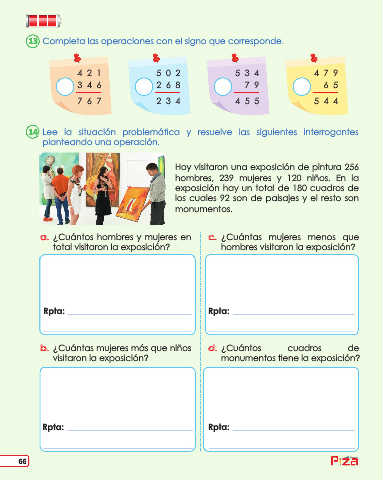 13 Completa las operaciones con el signo que corresponde.
4 2 1
3 4 6
7 6 7
5 0 2
2 6 8
2 3 4
5 3 4
7 9
4 5 5
4 7 9
6 5
5 4 4
14 Lee la situación problemática y resuelve las siguientes interrogantes
planteando una operación.
Hoy visitaron una exposición de pintura 256
hombres, 239 mujeres y 120 niños. En la
exposición hay un total de 180 cuadros de
los cuales 92 son de paisajes y el resto son
monumentos.
a. ¿Cuántos hombres y mujeres en
total visitaron la exposición?
Rpta:
c. ¿Cuántas mujeres menos que
hombres visitaron la exposición?
Rpta:
b. ¿Cuántas mujeres más que niños
visitaron la exposición?
Rpta:
d. ¿Cuántos cuadros de
monumentos tiene la exposición?
Rpta:
66